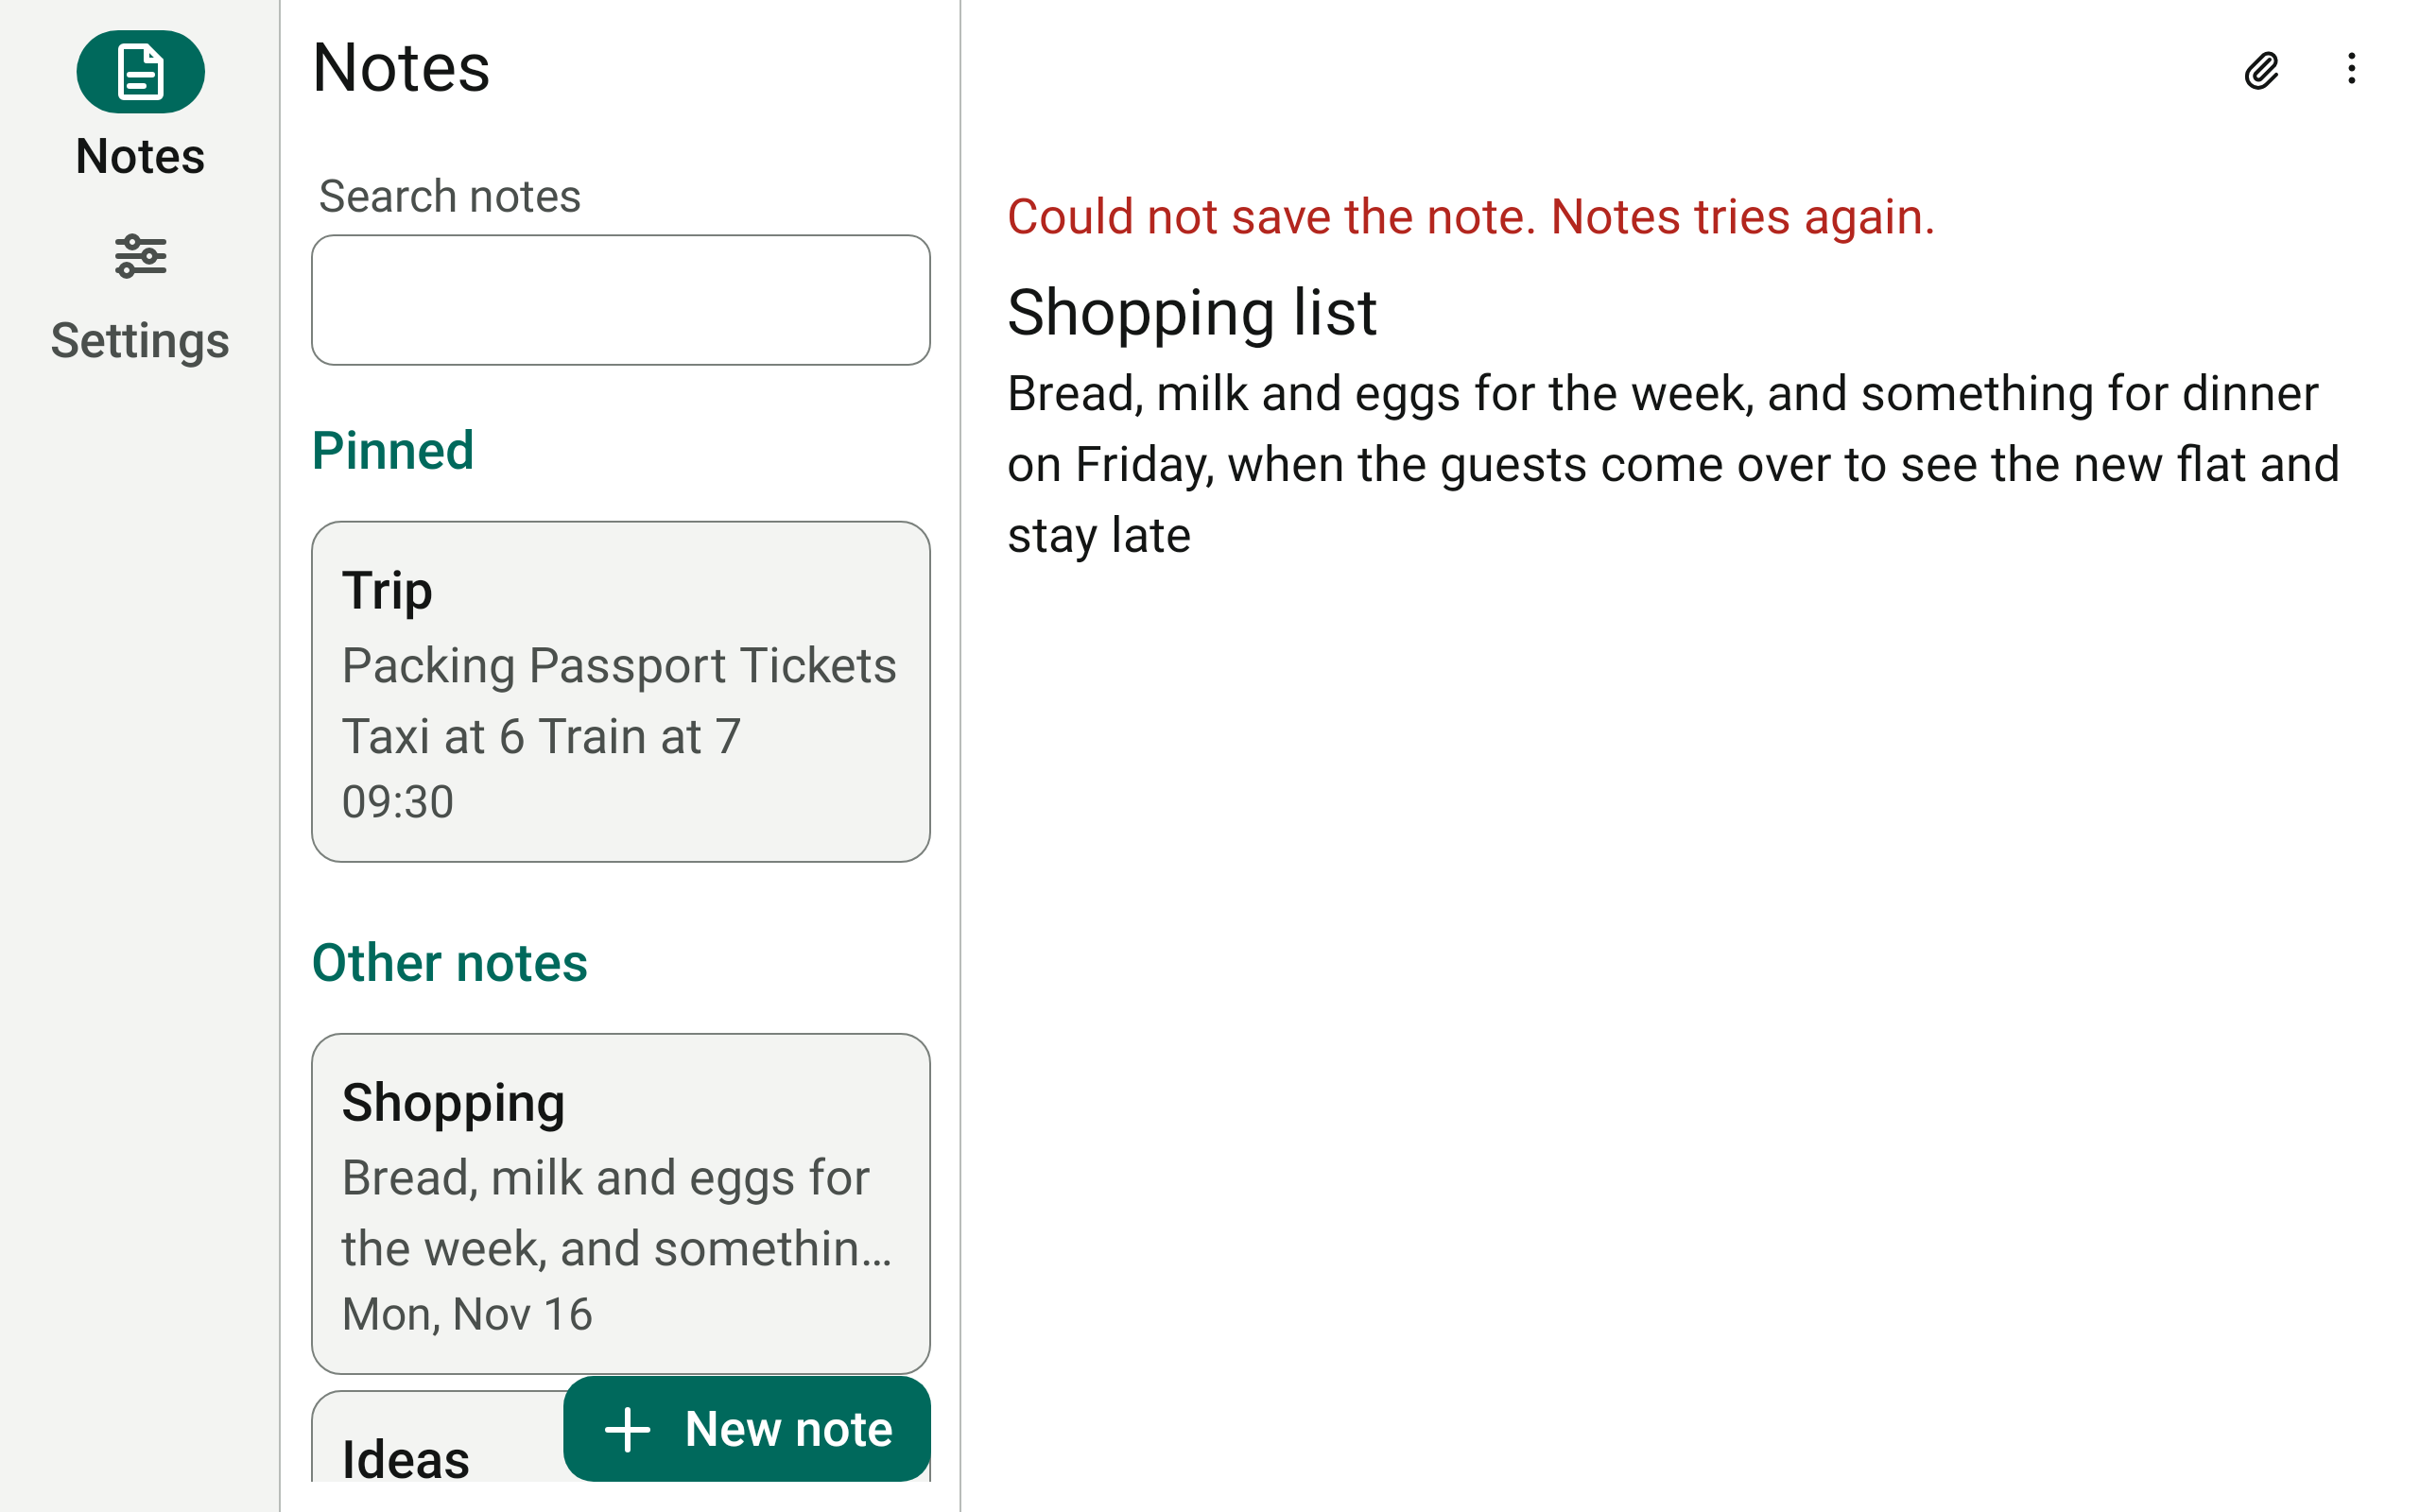 Notes
Settings
Notes
Search notes
Pinned
Trip
Packing Passport Tickets
Taxi at 6 Train at 7
09:30
Other notes
Shopping
Bread, milk and eggs for
the week, and somethin…
Mon, Nov 16
Ideas
New note
Could not save the note. Notes tries again.
Shopping list
Bread, milk and eggs for the week, and something for dinner
on Friday, when the guests come over to see the new flat and
stay late